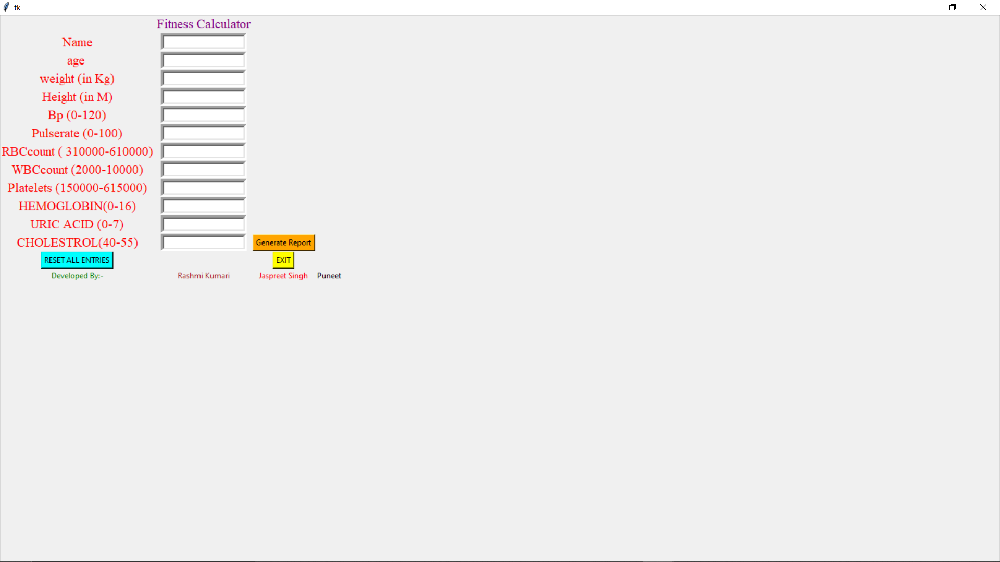 tk
Fitness Calculator
Name
age
weight (in Kg)
Height (in M)
Bp (0-120)
Pulserate (0-100)
RBCcount ( 310000-610000)
WBCcount (2000-10000)
Platelets (150000-615000)
HEMOGLOBIN(0-16)
URIC ACID (0-7)
CHOLESTROL(40-55) Generate Report
RESET ALL ENTRIES EXIT
Developed By:- Rashmi Kumari Jaspreet Singh Puneet